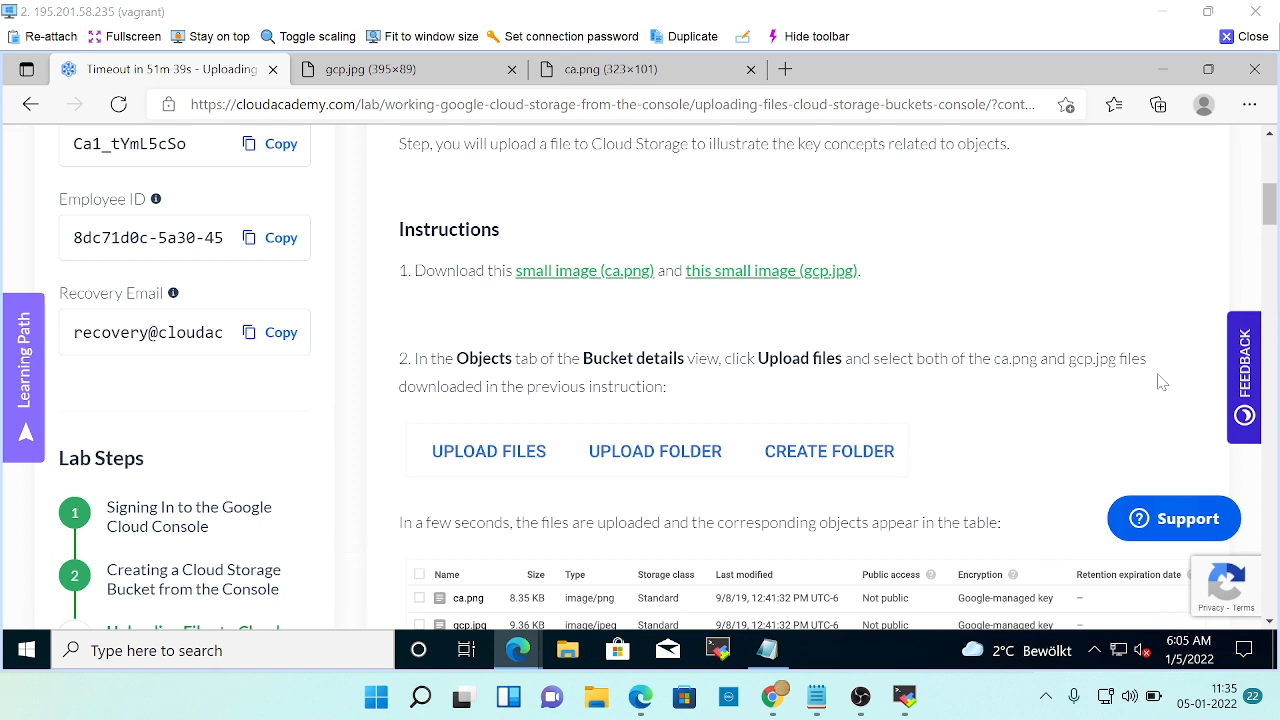 2. 195.201.58.235 (vagrant)
Re-attach Fullscreen Stay on top Toggle scaling Fit to window size Set connection password Duplicate Hide toolbar Close
Timeout in 51m 39s - Uploading gcp.jpg (395×89) ca.png (323×101)
https://cloudacademy.com/lab/working-google-cloud-storage-from-the-console/uploading-files-cloud-storage-buckets-console/?cont...
Ca1_tYmL5cSo Copy
Employee ID
8dc71d0c-5a30-45 Copy
Recovery Email
recovery@cloudac Copy
Learning Path
Lab Steps
1 Signing In to the Google
Cloud Console
2 Creating a Cloud Storage
Bucket from the Console
Step, you will upload a file to Cloud Storage to illustrate the key concepts related to objects.
Instructions
1. Download this small image (ca.png) and this small image (gcp.jpg).
2. In the Objects tab of the Bucket details view, click Upload files and select both of the ca.png and gcp.jpg files
downloaded in the previous instruction:
UPLOAD FILES UPLOAD FOLDER CREATE FOLDER
In a few seconds, the files are uploaded and the corresponding objects appear in the table:
Name Size Type Storage class Last modified Public access Encryption Retention expiration date
ca.png 8.35 KB image/png Standard 9/8/19, 12:41:32 PM UTC-6 Not public Google-managed key –
gcp.jpg 9.36 KB image/jpeg Standard 9/8/19, 12:41:32 PM UTC-6 Not public Google-managed key –
FEEDBACK
Support
Privacy - Terms
Type here to search
2°C Bewölkt
6:05 AM
1/5/2022
11:35
05-01-2022
22